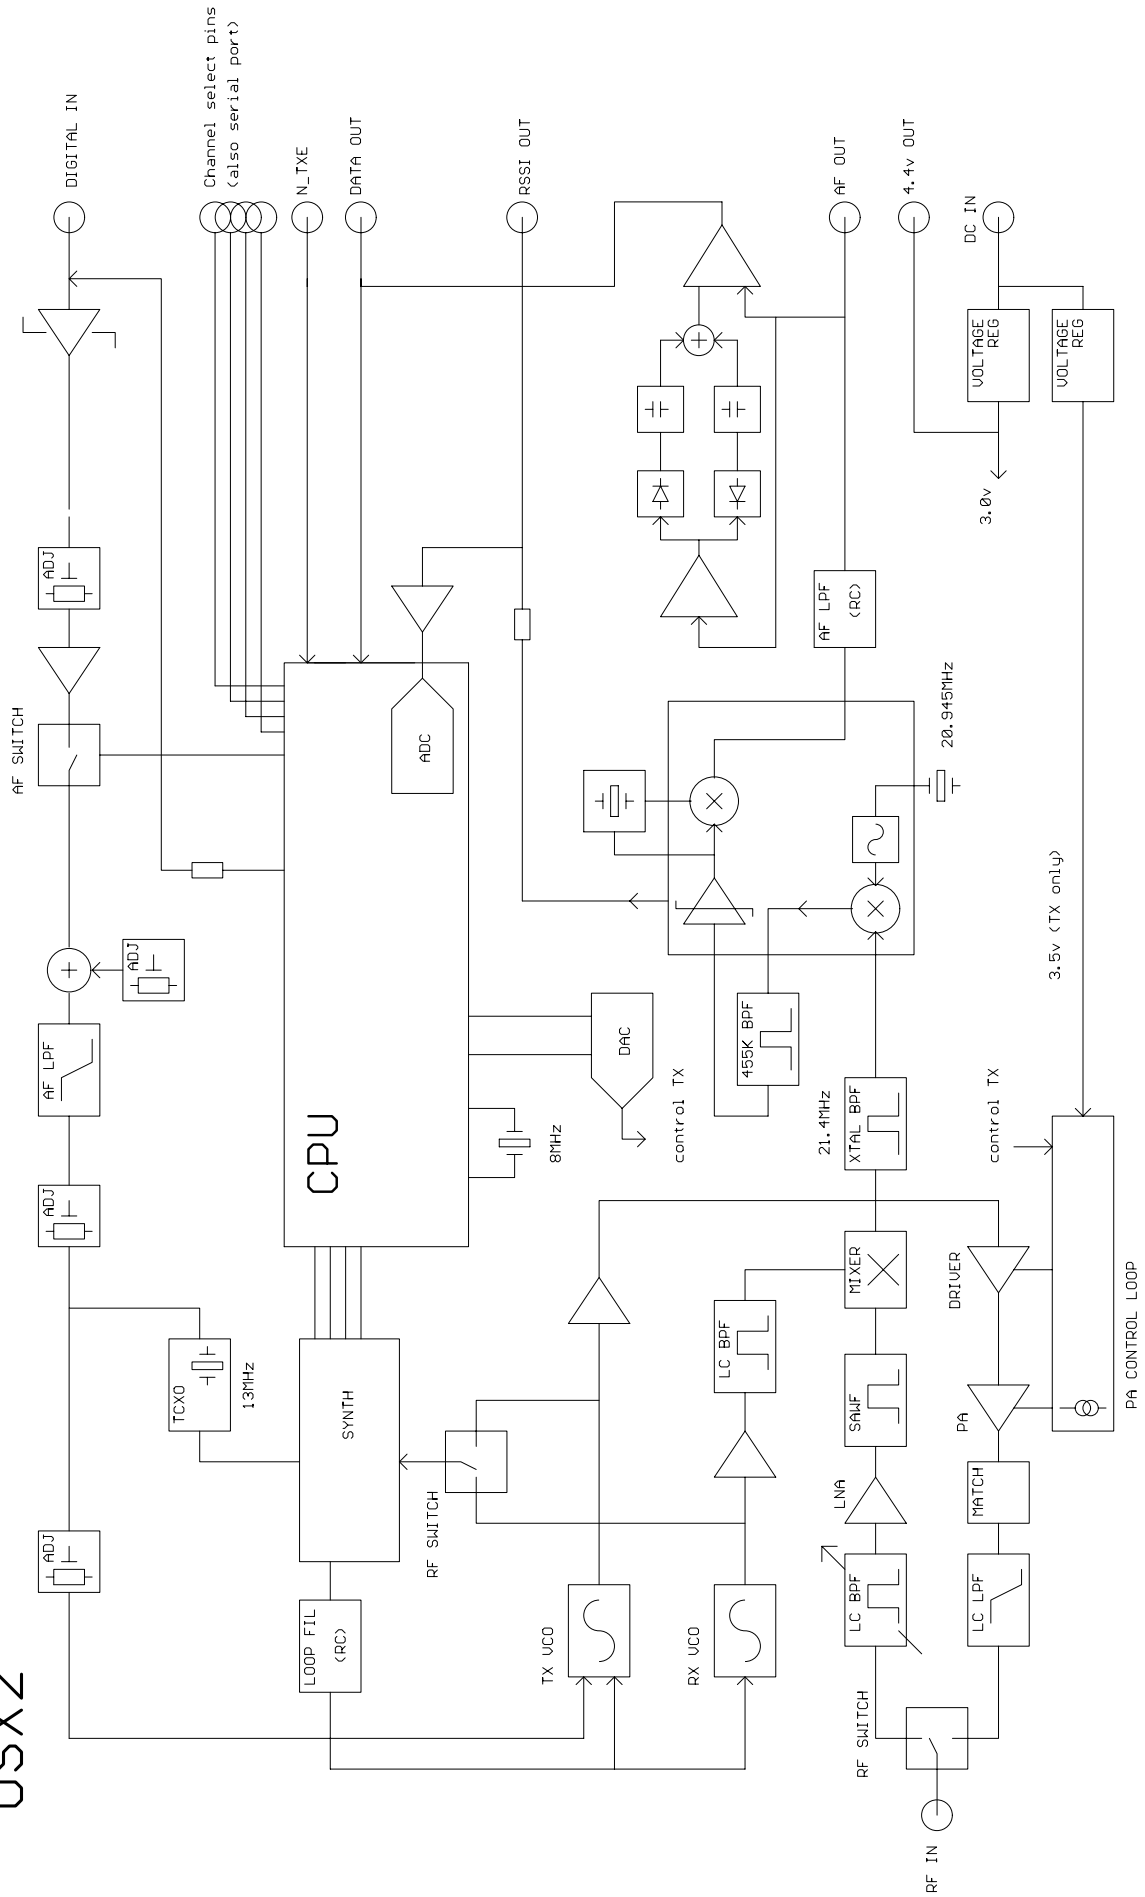 USX2
DIGITAL IN
Channel select pins
(also serial port)
N_TXE
DATA OUT
RSSI OUT
AF OUT
4.4v OUT
DC IN
VOLTAGE
REG
VOLTAGE
REG
3.0v
3.5v (TX only)
ADJ
AF SWITCH
ADJ
AF LPF
ADJ
ADJ
TCXO
13MHz
CPU
ADC
DAC
control TX
8MHz
SYNTH
LOOP FIL
(RC)
RF SWITCH
TX VCO
RX VCO
LC BPF
AF LPF
(RC)
20.945MHz
455K BPF
21.4MHz
XTAL BPF
MIXER
SAWF
LNA
LC BPF
RF SWITCH
RF IN
LC LPF
MATCH
PA
DRIVER
control TX
PA CONTROL LOOP